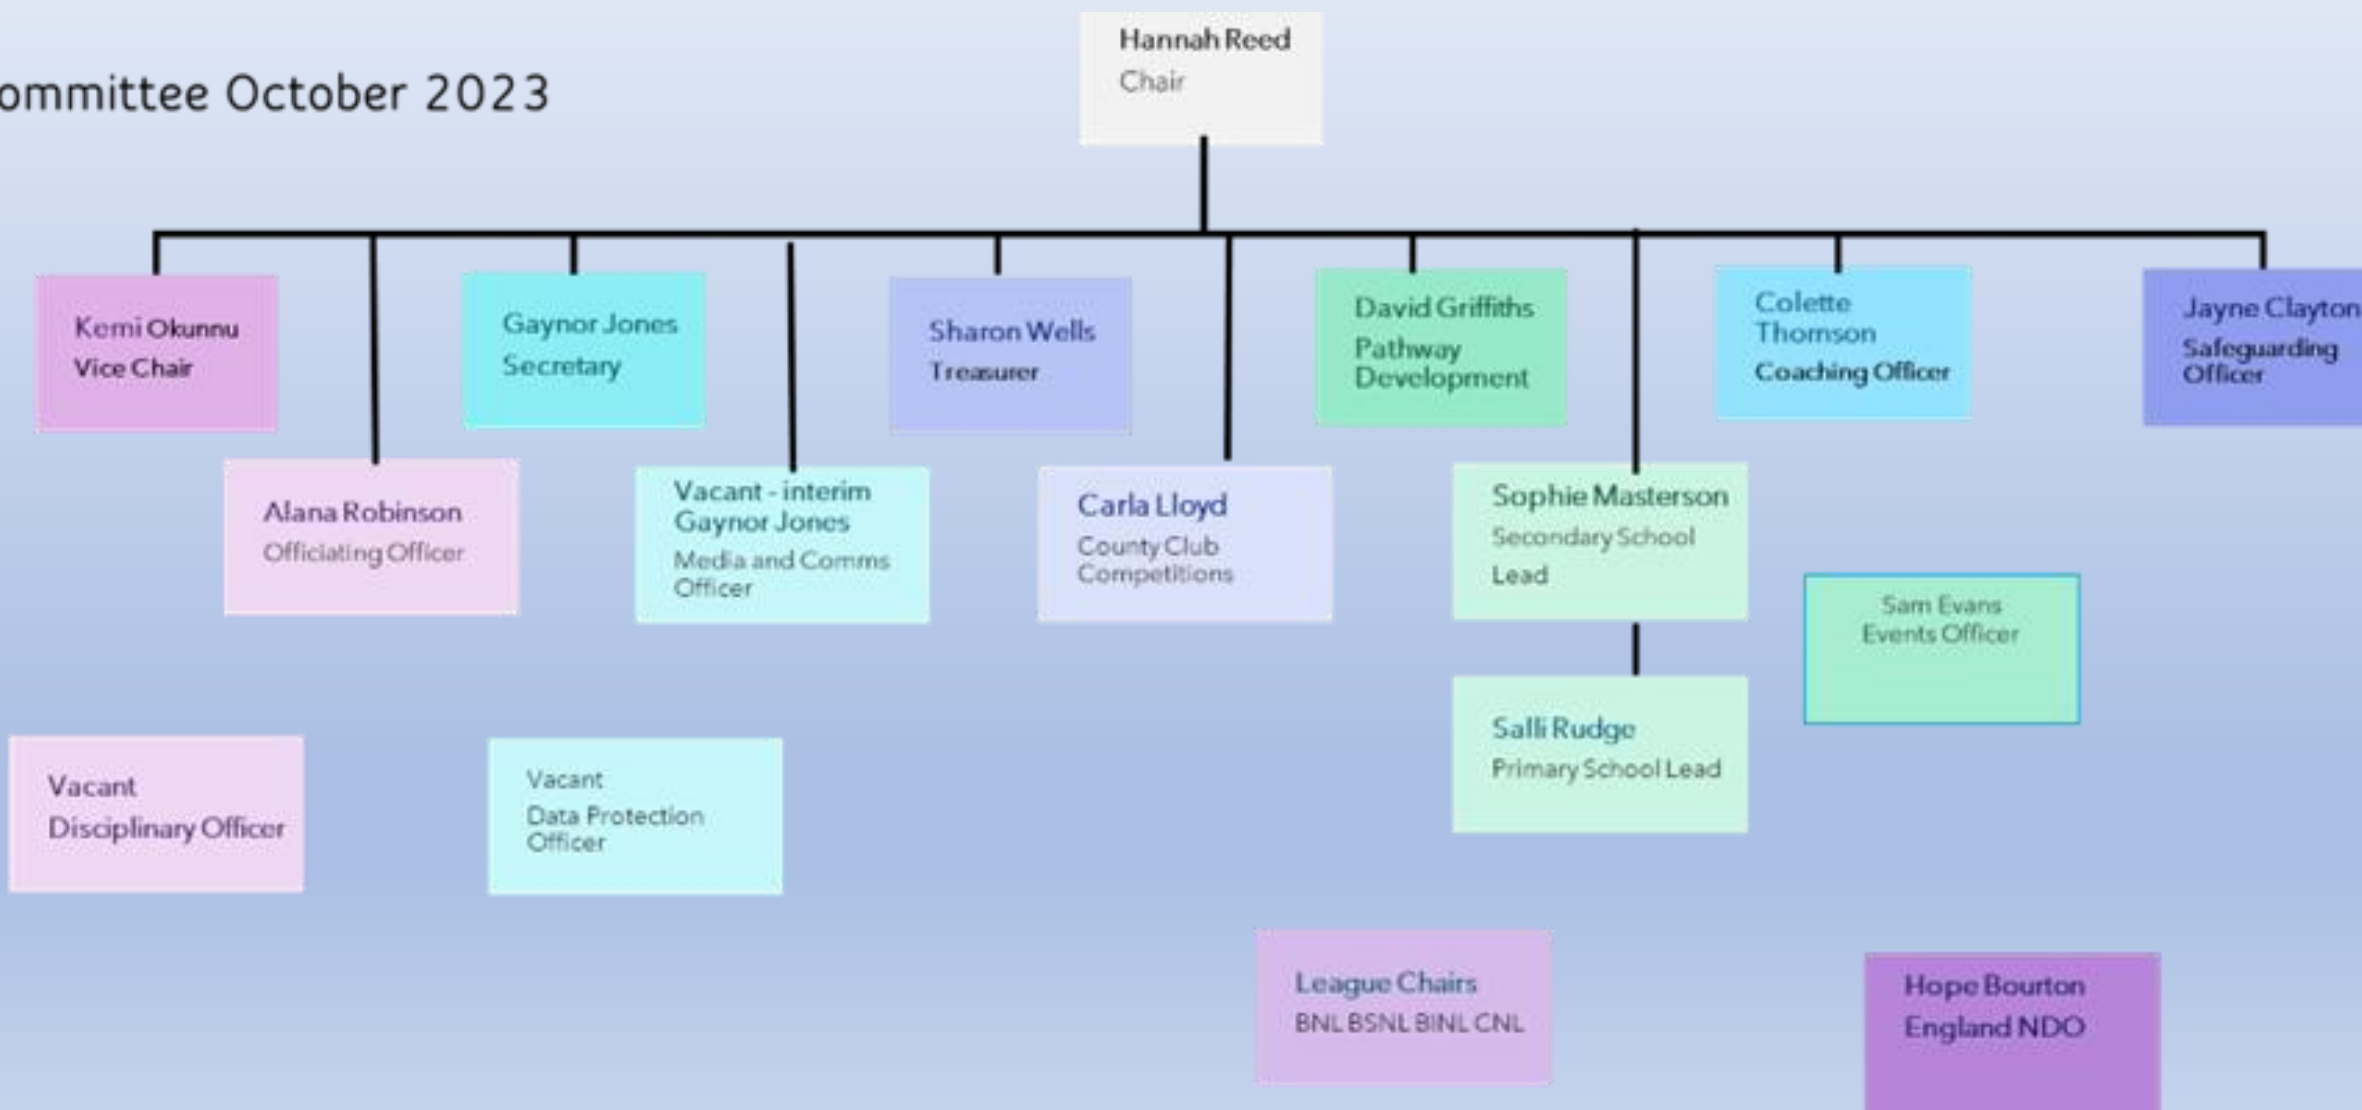 Hannah Reed
Chair
ommittee October 2023
Kemi Okunnu
Vice Chair
Gaynor Jones
Secretary
Sharon Wells
Treasurer
David Griffiths
Pathway
Development
Colette
Thomson
Coaching Officer
Jayne Clayton
Safeguarding
Officer
Alana Robinson
Officiating Officer
Vacant - interim
Gaynor Jones
Media and Comms
Officer
Carla Lloyd
County Club
Competitions
Sophie Masterson
Secondary School
Lead
Sam Evans
Events Officer
Salli Rudge
Primary School Lead
Vacant
Disciplinary Officer
Vacant
Data Protection
Officer
League Chairs
BNL BSNL BINL CNL
Hope Bourton
England NDO